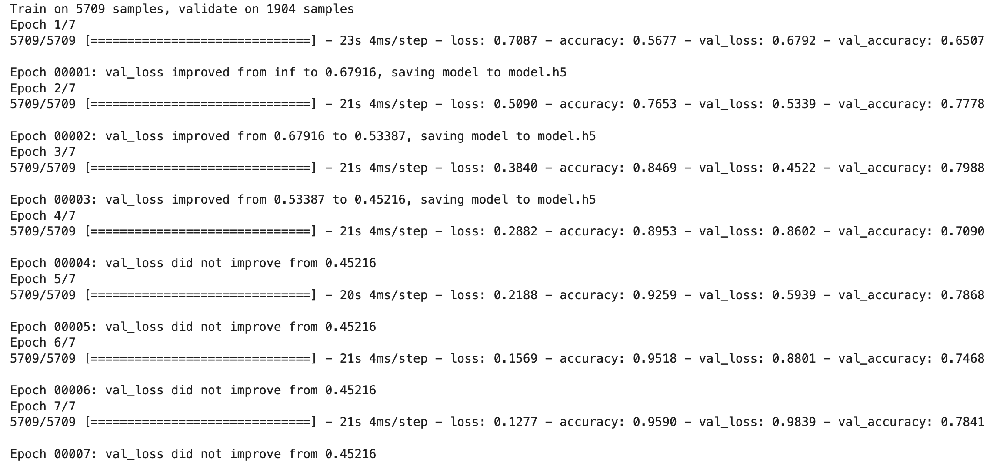 Train on 5709 samples, validate on 1904 samples
Epoch 1/7
5709/5709 [==============================] - 23s 4ms/step - loss: 0.7087 - accuracy: 0.5677 - val_loss: 0.6792 - val_accuracy: 0.6507
Epoch 00001: val_loss improved from inf to 0.67916, saving model to model.h5
Epoch 2/7
5709/5709 [==============================] - 21s 4ms/step - loss: 0.5090 - accuracy: 0.7653 - val_loss: 0.5339 - val_accuracy: 0.7778
Epoch 00002: val_loss improved from 0.67916 to 0.53387, saving model to model.h5
Epoch 3/7
5709/5709 [==============================] - 21s 4ms/step - loss: 0.3840 - accuracy: 0.8469 - val_loss: 0.4522 - val_accuracy: 0.7988
Epoch 00003: val_loss improved from 0.53387 to 0.45216, saving model to model.h5
Epoch 4/7
5709/5709 [==============================] - 21s 4ms/step - loss: 0.2882 - accuracy: 0.8953 - val_loss: 0.8602 - val_accuracy: 0.7090
Epoch 00004: val_loss did not improve from 0.45216
Epoch 5/7
5709/5709 [==============================] - 20s 4ms/step - loss: 0.2188 - accuracy: 0.9259 - val_loss: 0.5939 - val_accuracy: 0.7868
Epoch 00005: val_loss did not improve from 0.45216
Epoch 6/7
5709/5709 [==============================] - 21s 4ms/step - loss: 0.1569 - accuracy: 0.9518 - val_loss: 0.8801 - val_accuracy: 0.7468
Epoch 00006: val_loss did not improve from 0.45216
Epoch 7/7
5709/5709 [==============================] - 21s 4ms/step - loss: 0.1277 - accuracy: 0.9590 - val_loss: 0.9839 - val_accuracy: 0.7841
Epoch 00007: val_loss did not improve from 0.45216